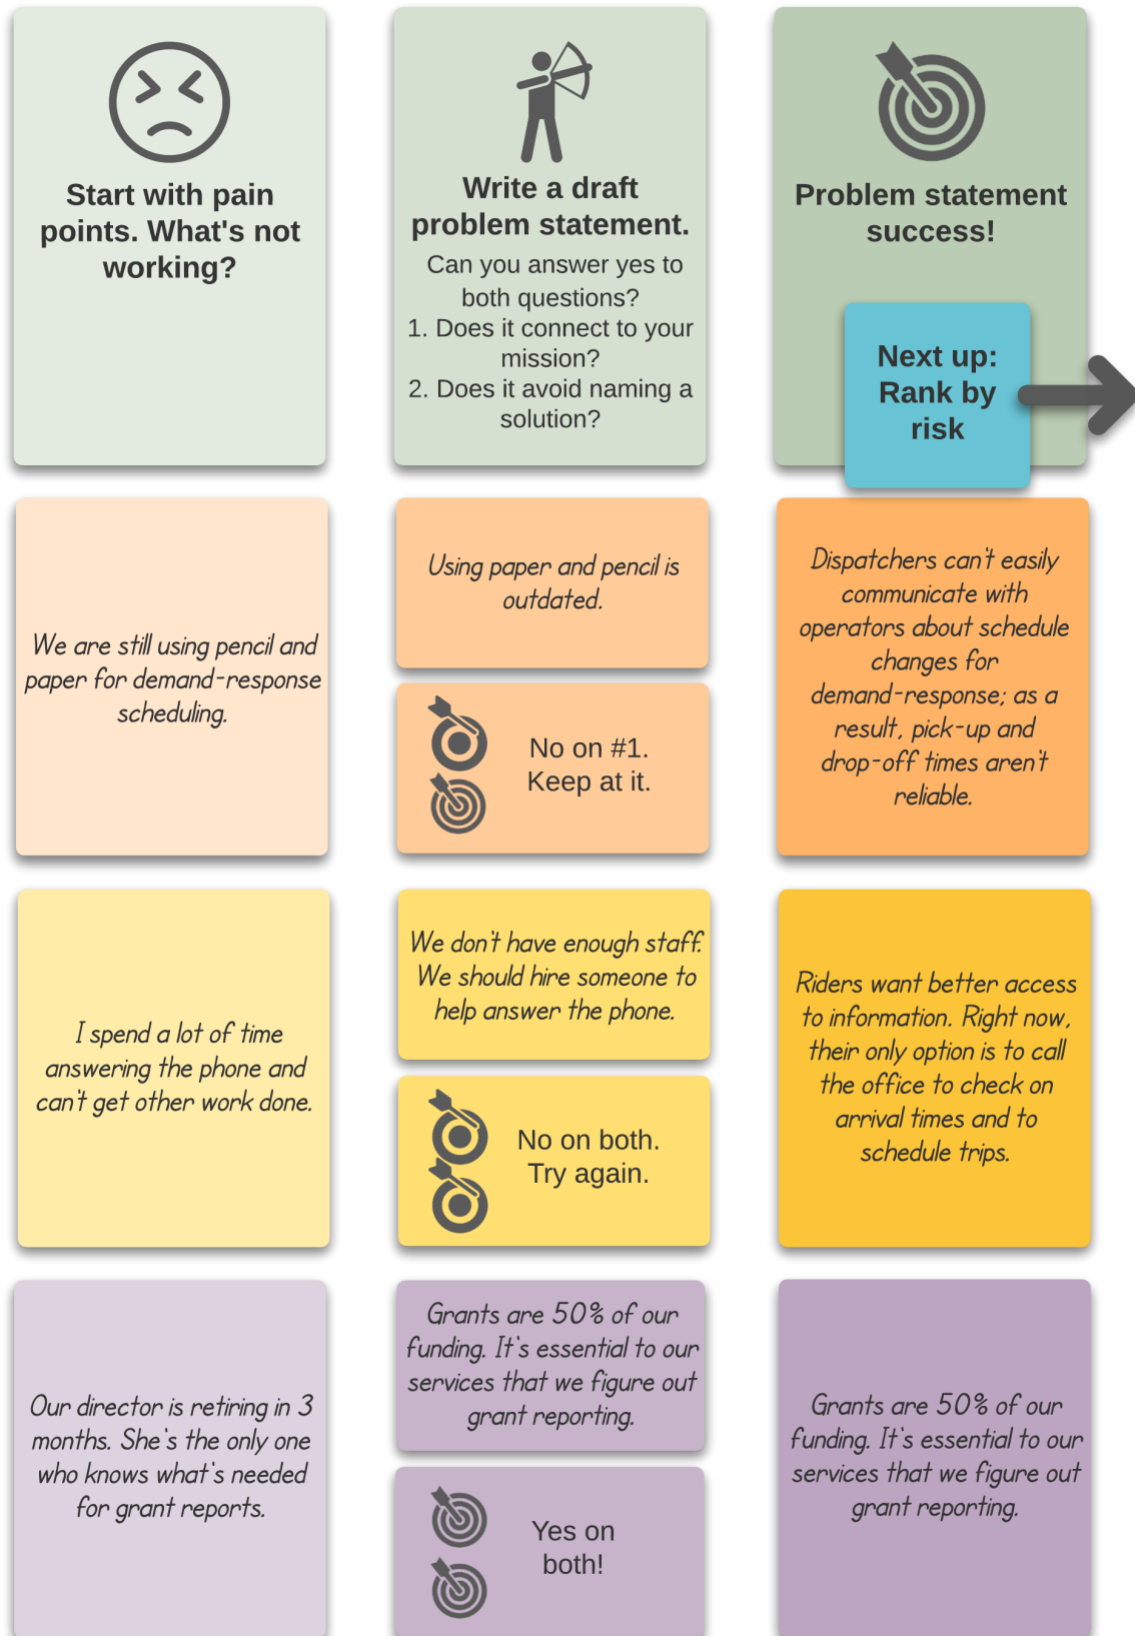 Start with pain
points. What's not
working?
Write a draft
problem statement.
Can you answer yes to
both questions?
1. Does it connect to your
mission?
2. Does it avoid naming a
solution?
Problem statement
success!
Next up:
Rank by
risk
We are still using pencil and
paper for demand-response
scheduling.
Using paper and pencil is
outdated.
No on #1.
Keep at it.
Dispatchers can't easily
communicate with
operators about schedule
changes for
demand-response; as a
result, pick-up and
drop-off times aren't
reliable.
I spend a lot of time
answering the phone and
can't get other work done.
We don't have enough staff.
We should hire someone to
help answer the phone.
No on both.
Try again.
Riders want better access
to information. Right now,
their only option is to call
the office to check on
arrival times and to
schedule trips.
Our director is retiring in 3
months. She's the only one
who knows what's needed
for grant reports.
Grants are 50% of our
funding. It's essential to our
services that we figure out
grant reporting.
Yes on
both!
Grants are 50% of our
funding. It's essential to our
services that we figure out
grant reporting.